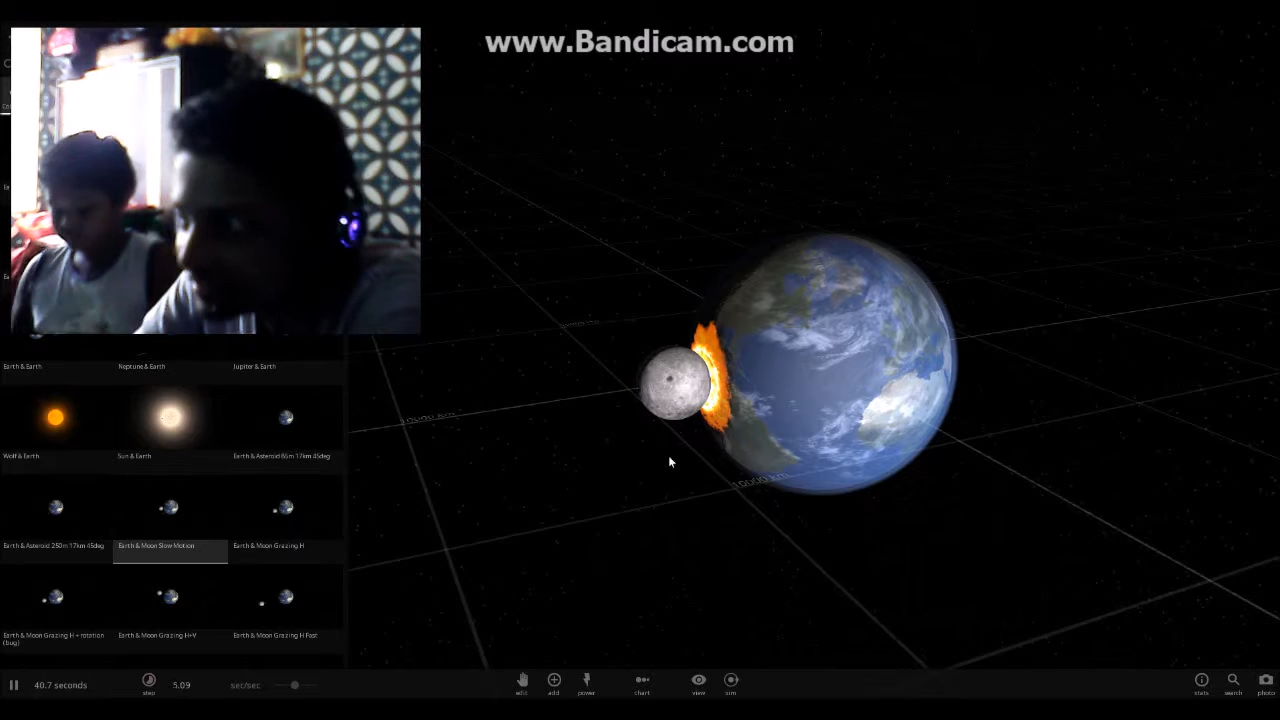 www.Bandicam.com
Earth & Earth
Neptune & Earth
Jupiter & Earth
Wolf & Earth
Sun & Earth
Earth & Asteroid 65m 17km 45deg
Earth & Asteroid 250m 17km 45deg
Earth & Moon Slow Motion
Earth & Moon Grazing H
Earth & Moon Grazing H + rotation
(bug)
Earth & Moon Grazing H+V
Earth & Moon Grazing H Fast
10000 km
40.7 seconds
step
5.09
sec/sec
edit
add
power
chart
view
sim
stats
search
photo